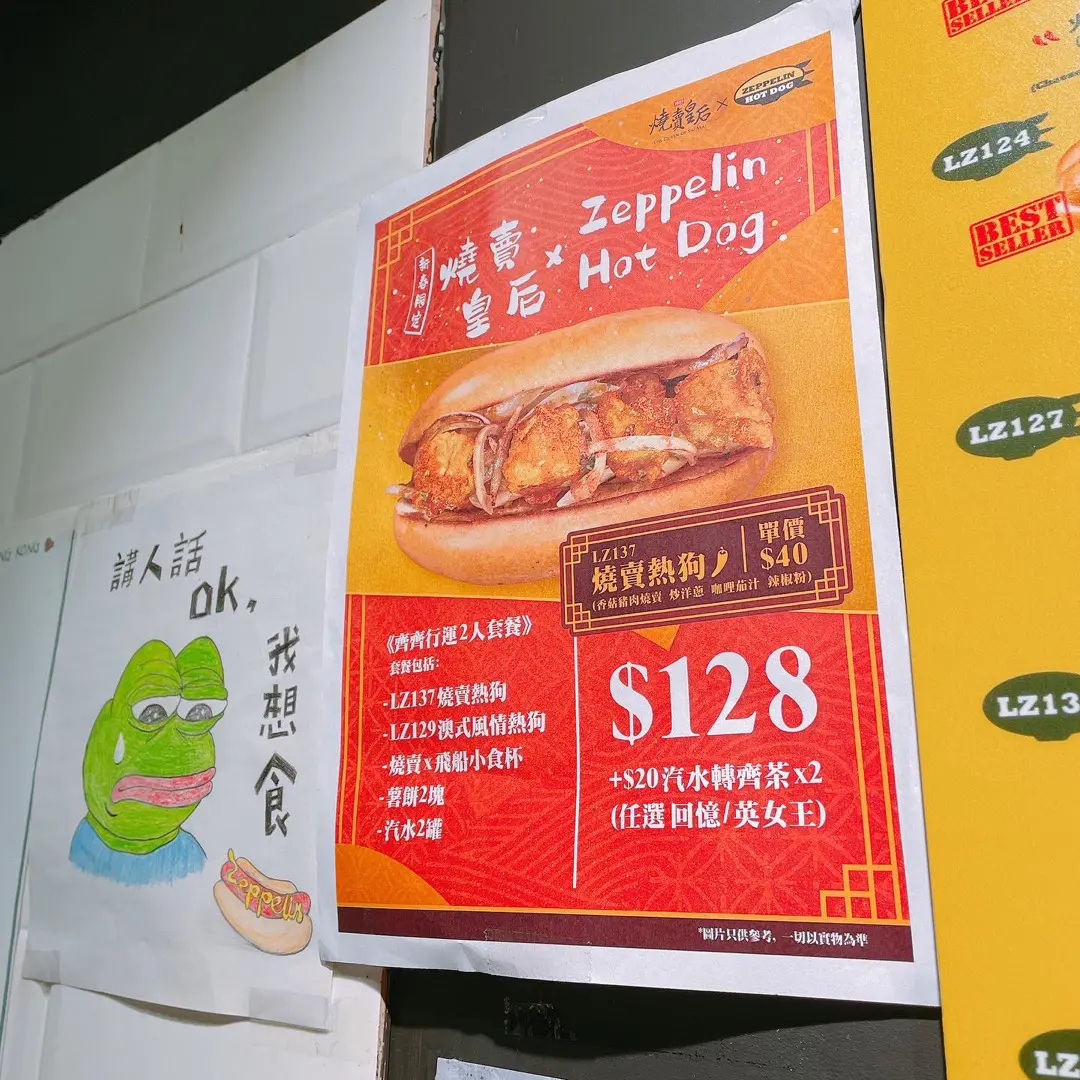 燒賣皇后 × ZEPPELIN HOT DOG
新春限定
燒賣 × Zeppelin
皇后 Hot Dog
LZ137
燒賣熱狗
單價
$40
(香菇豬肉燒賣 炒洋蔥 咖哩茄汁 辣椒粉)
《齊齊行運2人套餐》
套餐包括:
-LZ137燒賣熱狗
-LZ129澳式風情熱狗
-燒賣x飛船小食杯
-薯餅2塊
-汽水2罐
$128
+$20汽水轉齊茶x2
(任選 回憶/英女王)
*圖片只供參考，一切以實物為準
講人話
OK,
我想食
Zeppelin
KONG
LZ124
BEST SELLER
LZ127
LZ13
LZ